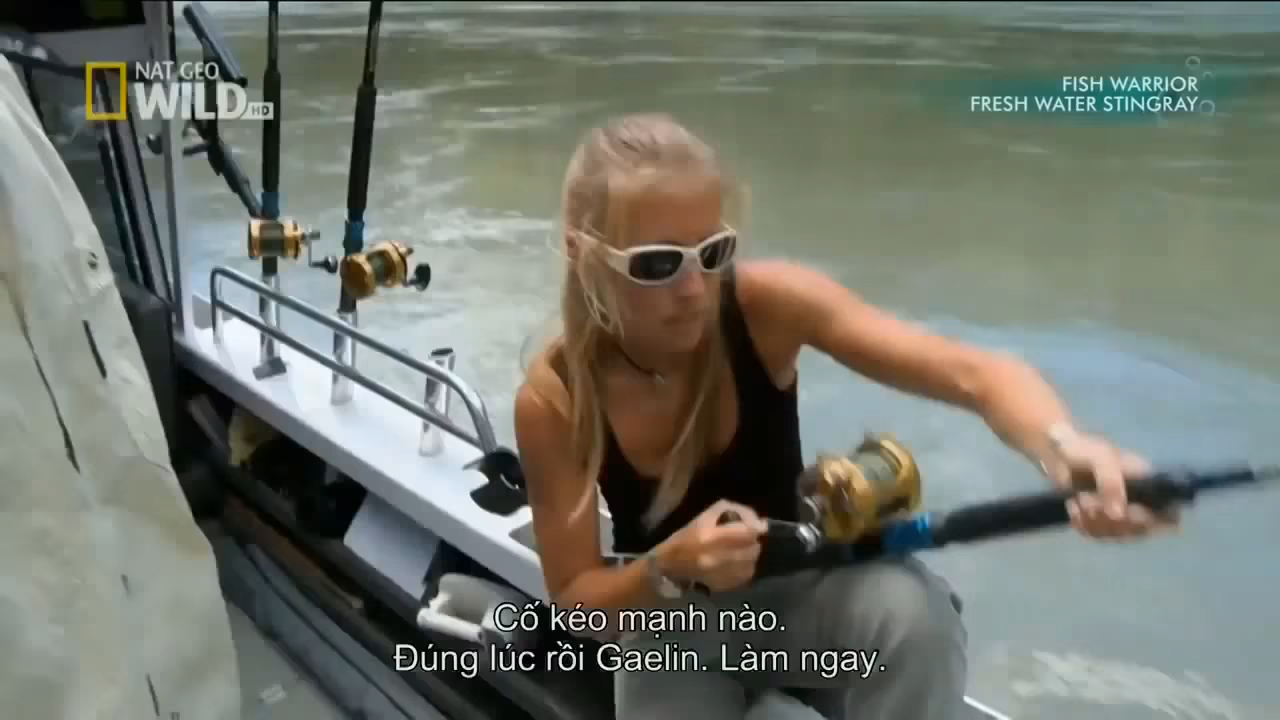 NAT GEO
WILD HD
FISH WARRIOR
FRESH WATER STINGRAY
Cố kéo mạnh nào.
Đúng lúc rồi Gaelin. Làm ngay.